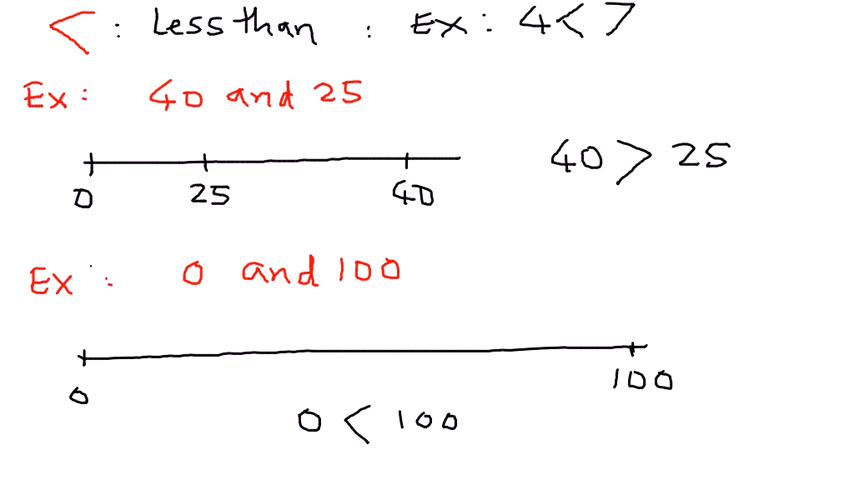 < : Less than : Ex : 4 < 7
Ex : 40 and 25
0 25 40
40 > 25
Ex : 0 and 100
0 100
0 < 100